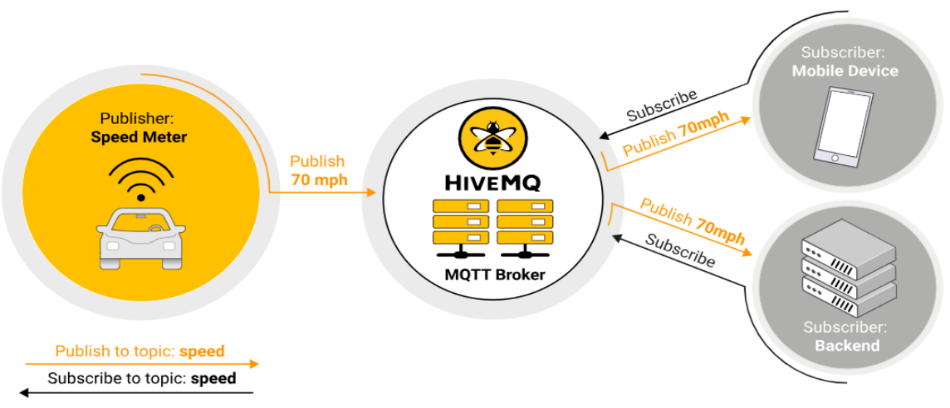 Publisher:
Speed Meter
Publish
70 mph
HIVEMQ
MQTT Broker
Subscribe
Publish 70mph
Subscriber:
Mobile Device
Publish 70mph
Subscribe
Subscriber:
Backend
Publish to topic: speed
Subscribe to topic: speed